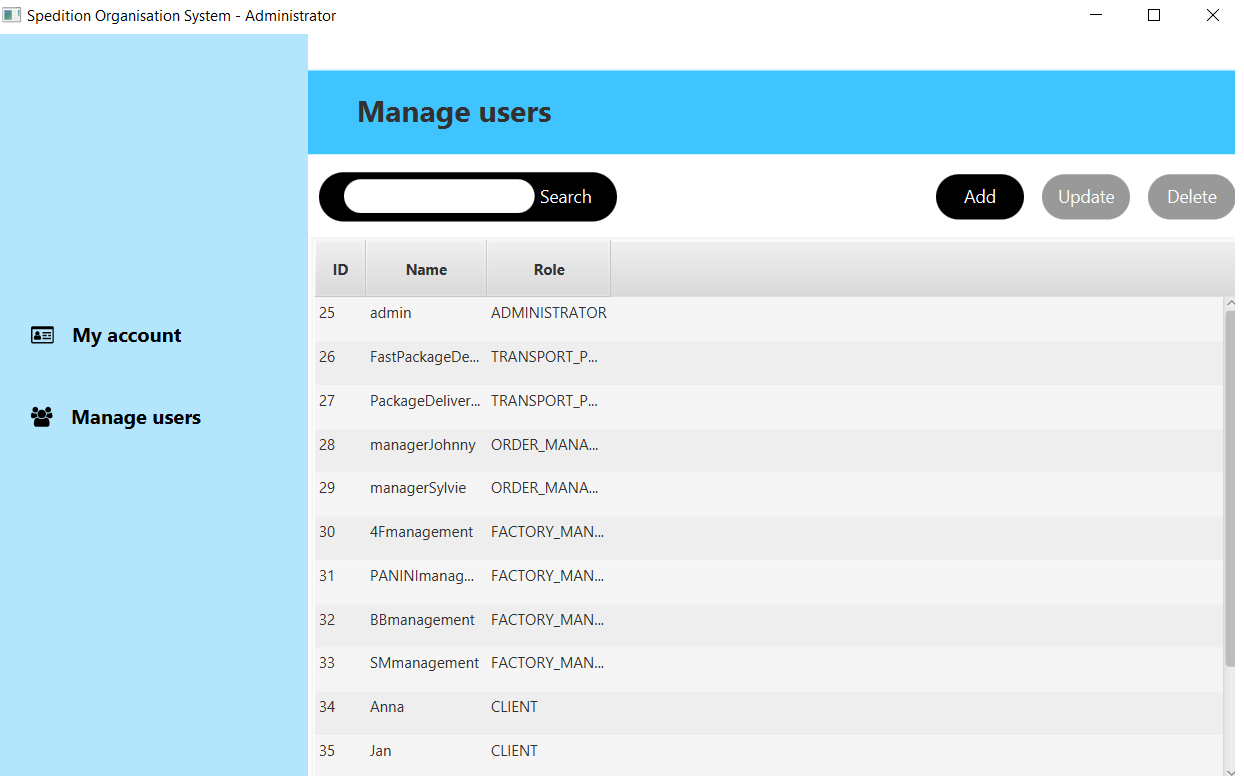 Spedition Organisation System - Administrator
Manage users
Search
Add
Update
Delete
My account
Manage users
ID Name Role
25 admin ADMINISTRATOR
26 FastPackageDe... TRANSPORT_P...
27 PackageDeliver... TRANSPORT_P...
28 managerJohnny ORDER_MANA...
29 managerSylvie ORDER_MANA...
30 4Fmanagement FACTORY_MAN...
31 PANINImanag... FACTORY_MAN...
32 BBmanagement FACTORY_MAN...
33 SMmanagement FACTORY_MAN...
34 Anna CLIENT
35 Jan CLIENT